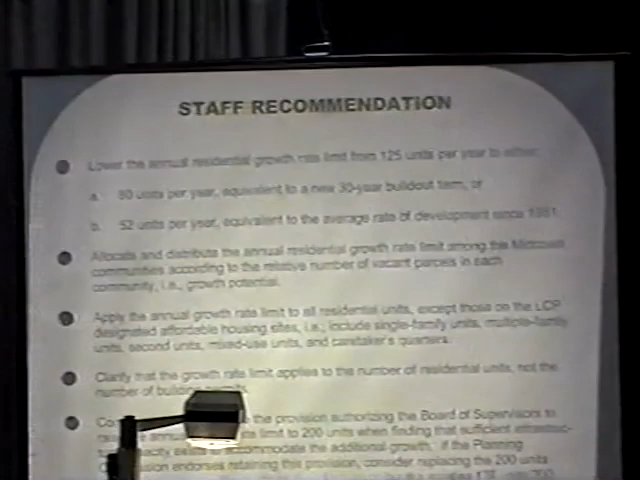 STAFF RECOMMENDATION
Lower the annual residential growth rate limit from 125 units per year to either:
a. 80 units per year, equivalent to a new 30-year buildout term; or
b. 52 units per year, equivalent to the average rate of development since 1981.
Allocate and distribute the annual residential growth rate limit among the Midcoast
communities according to the relative number of vacant parcels in each
community, i.e., growth potential.
Apply the annual growth rate limit to all residential units, except those on the LCP
designated affordable housing sites, i.e., include single-family units, multiple-family
units, second units, mixed-use units, and caretaker's quarters.
Clarify that the growth rate limit applies to the number of residential units, not the
number of building permits.
the provision authorizing the Board of Supervisors to
limit to 200 units when finding that sufficient infrastruc-
accommodate the additional growth. If the Planning
endorses retaining this provision, consider replacing the 200 units